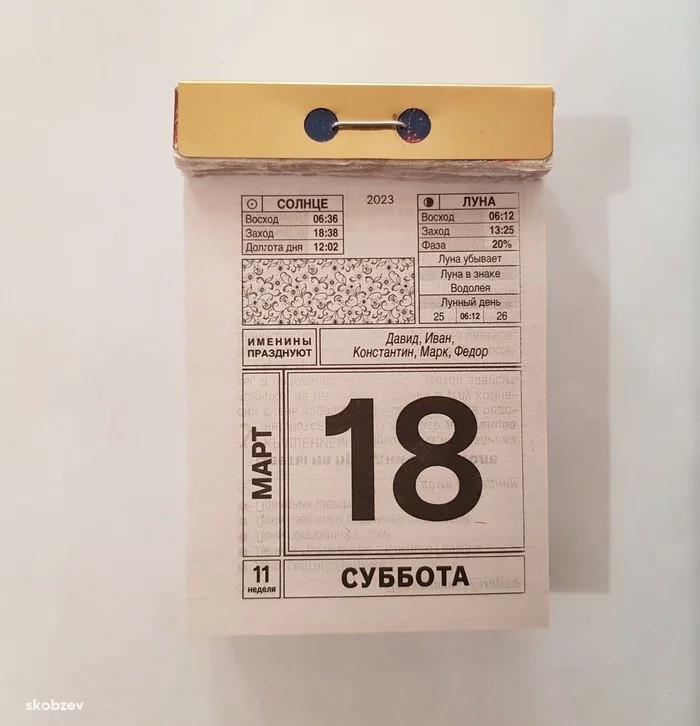 2023
СОЛНЦЕ
Восход 06:36
Заход 18:38
Долгота дня 12:02
ЛУНА
Восход 06:12
Заход 13:25
Фаза 20%
Луна убывает
Луна в знаке
Водолея
Лунный день
25 06:12 26
ИМЕНИНЫ
ПРАЗДНУЮТ
Давид, Иван,
Константин, Марк, Федор
МАРТ
18
11
неделя
СУББОТА
skobzev